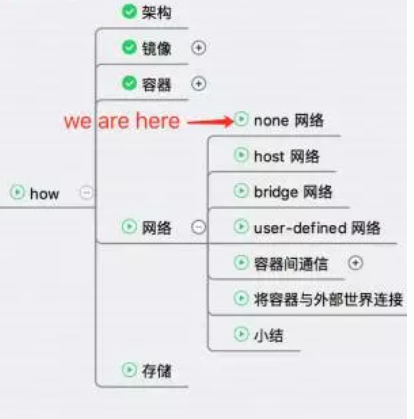 架构
镜像
容器
we are here
none 网络
host 网络
bridge 网络
how
网络
user-defined 网络
容器间通信
将容器与外部世界连接
小结
存储